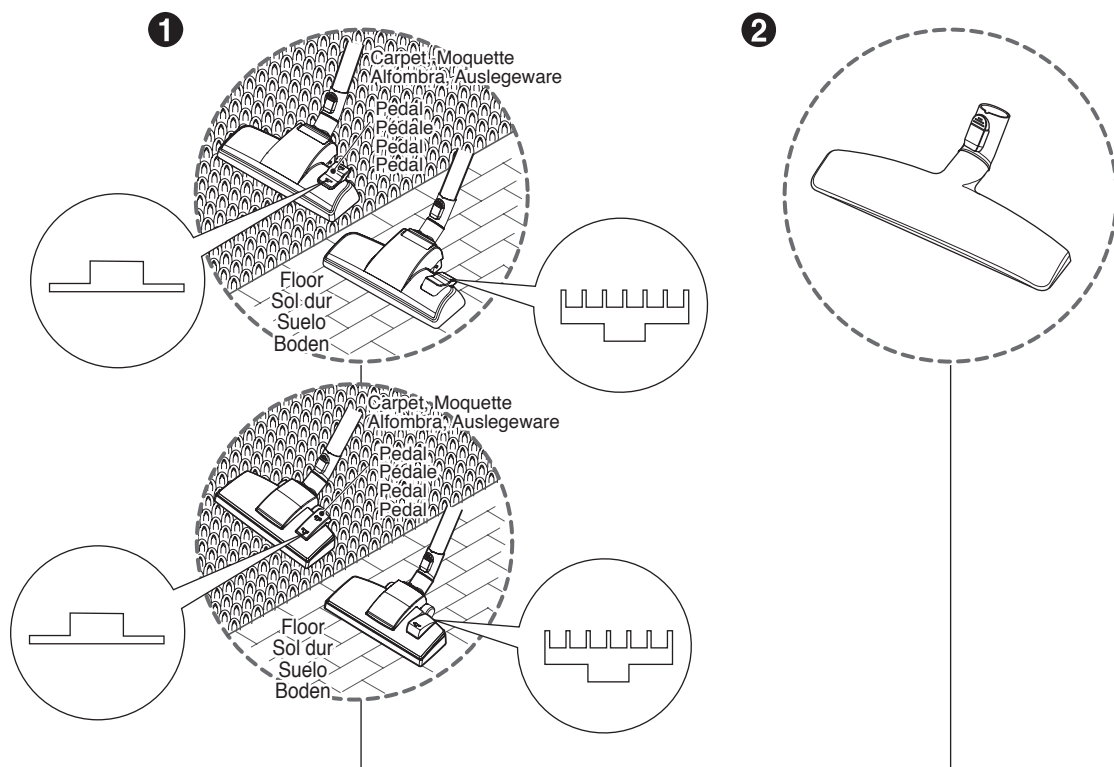 1
Carpet, Moquette
Alfombra, Auslegeware
Pedal
Pédale
Pedal
Pedal
Floor
Sol dur
Suelo
Boden
Carpet, Moquette
Alfombra, Auslegeware
Pedal
Pédale
Pedal
Pedal
Floor
Sol dur
Suelo
Boden
2